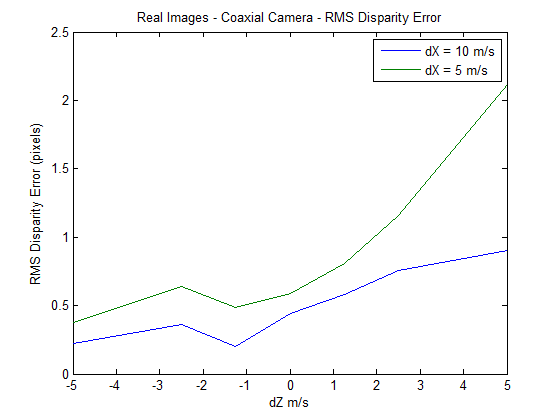 Real Images - Coaxial Camera - RMS Disparity Error
dX = 10 m/s
dX = 5 m/s
RMS Disparity Error (pixels)
2.5
2
1.5
1
0.5
0
-5 -4 -3 -2 -1 0 1 2 3 4 5
dZ m/s